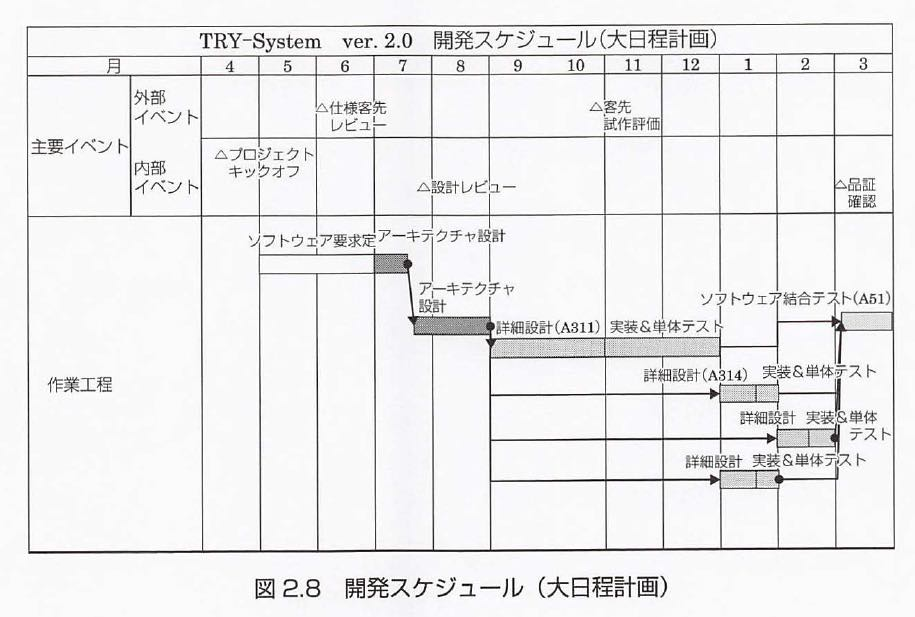 TRY-System ver. 2.0 開発スケジュール(大日程計画)
月 4 5 6 7 8 9 10 11 12 1 2 3
主要イベント
外部
イベント
△仕様客先
レビュー
△客先
試作評価
内部
イベント
△プロジェクト
キックオフ
△設計レビュー
△品証
確認
作業工程
ソフトウェア要求定
アーキテクチャ設計
アーキテクチャ
設計
ソフトウェア結合テスト(A51)
詳細設計(A311) 実装&単体テスト
詳細設計(A314) 実装&単体テスト
詳細設計 実装&単体
テスト
詳細設計 実装&単体テスト
図 2.8 開発スケジュール(大日程計画)